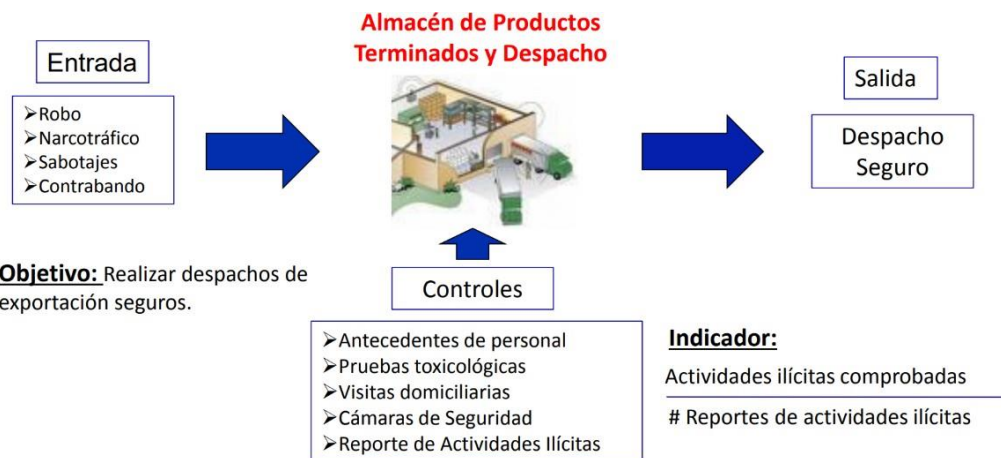 Almacén de Productos
Terminados y Despacho
Entrada
➢Robo
➢Narcotráfico
➢Sabotajes
➢Contrabando
Salida
Despacho
Seguro
Objetivo: Realizar despachos de
exportación seguros.
Controles
➢Antecedentes de personal
➢Pruebas toxicológicas
➢Visitas domiciliarias
➢Cámaras de Seguridad
➢Reporte de Actividades Ilícitas
Indicador:
Actividades ilícitas comprobadas
# Reportes de actividades ilícitas